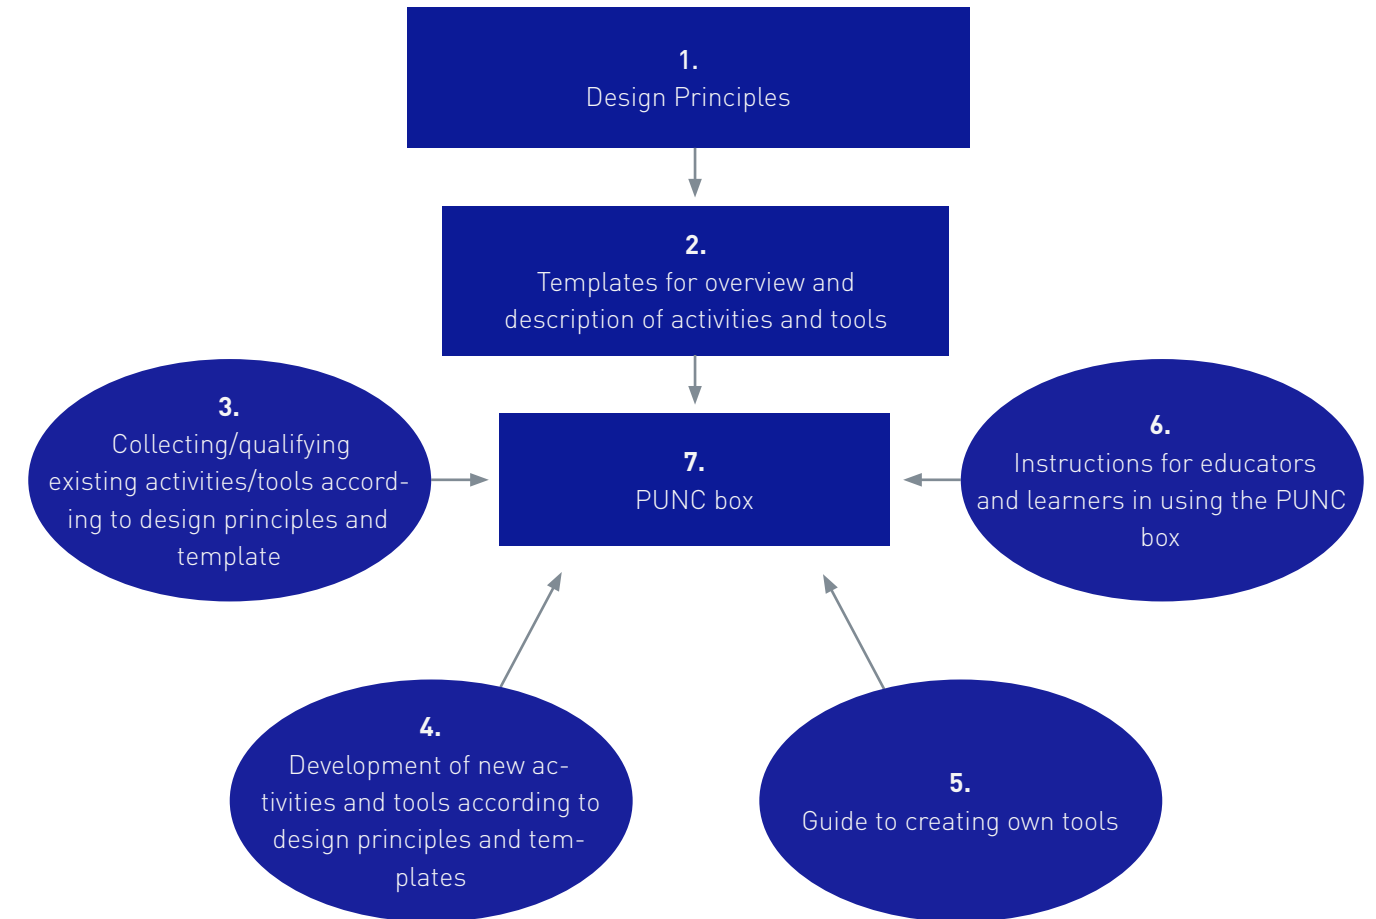 1.
Design Principles
2.
Templates for overview and
description of activities and tools
3.
Collecting/qualifying
existing activities/tools accord-
ing to design principles and
template
7.
PUNC box
6.
Instructions for educators
and learners in using the PUNC
box
4.
Development of new ac-
tivities and tools according to
design principles and tem-
plates
5.
Guide to creating own tools